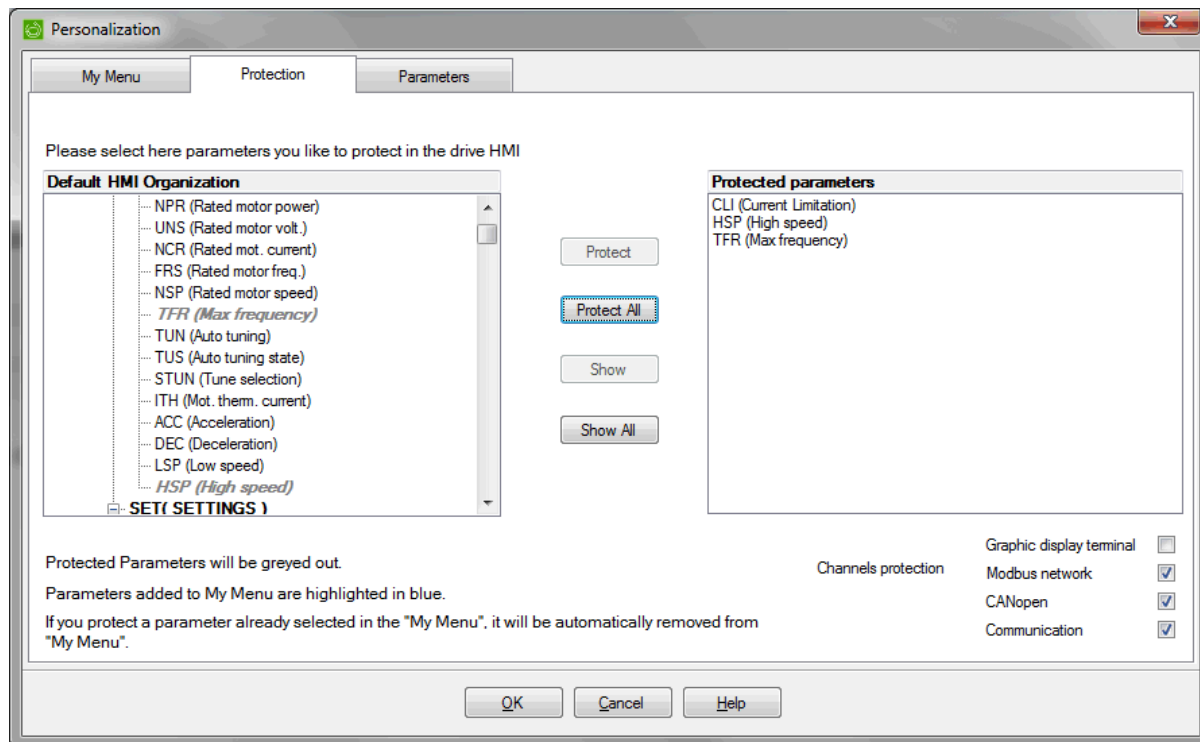 Personalization
My Menu
Protection
Parameters
Please select here parameters you like to protect in the drive HMI
Default HMI Organization
NPR (Rated motor power)
UNS (Rated motor volt.)
NCR (Rated mot. current)
FRS (Rated motor freq.)
NSP (Rated motor speed)
TFR (Max frequency)
TUN (Auto tuning)
TUS (Auto tuning state)
STUN (Tune selection)
ITH (Mot. therm. current)
ACC (Acceleration)
DEC (Deceleration)
LSP (Low speed)
HSP (High speed)
SET( SETTINGS )
Protect
Protect All
Show
Show All
Protected parameters
CLI (Current Limitation)
HSP (High speed)
TFR (Max frequency)
Protected Parameters will be greyed out.
Parameters added to My Menu are highlighted in blue.
If you protect a parameter already selected in the "My Menu", it will be automatically removed from
"My Menu".
Channels protection
Graphic display terminal
Modbus network
CANopen
Communication
OK
Cancel
Help